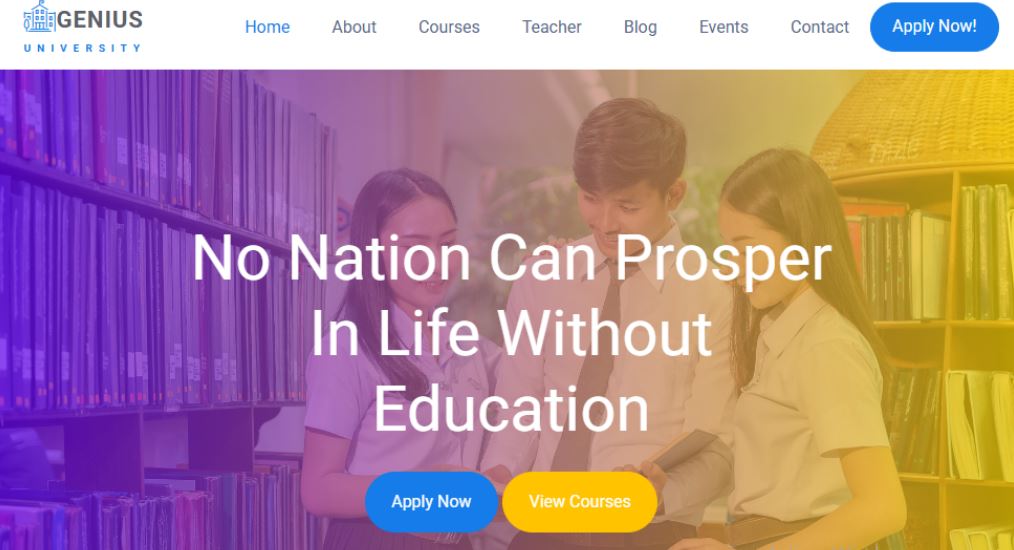 GENIUS
UNIVERSITY
Home About Courses Teacher Blog Events Contact Apply Now!
No Nation Can Prosper
In Life Without
Education
Apply Now View Courses